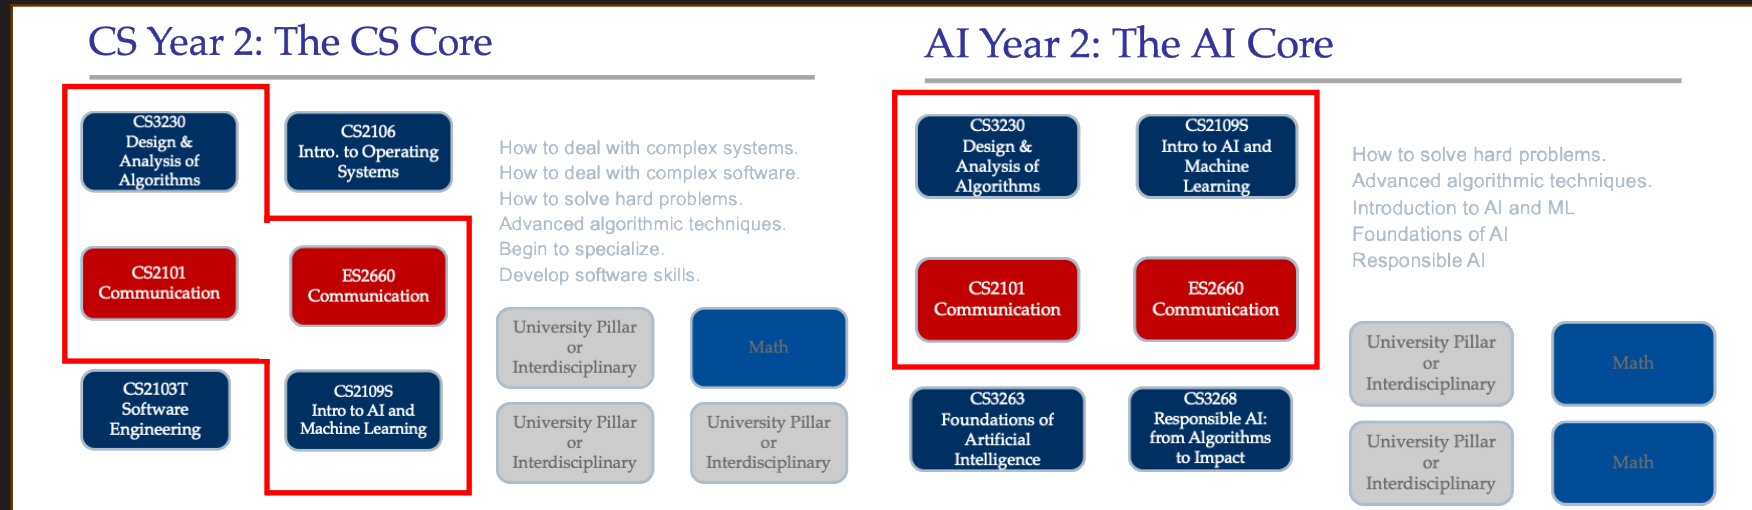 CS Year 2: The CS Core
CS3230
Design &
Analysis of
Algorithms
CS2106
Intro. to Operating
Systems
CS2101
Communication
ES2660
Communication
CS2103T
Software
Engineering
CS2109S
Intro to AI and
Machine Learning
How to deal with complex systems.
How to deal with complex software.
How to solve hard problems.
Advanced algorithmic techniques.
Begin to specialize.
Develop software skills.
University Pillar
or
Interdisciplinary
Math
University Pillar
or
Interdisciplinary
University Pillar
or
Interdisciplinary
AI Year 2: The AI Core
CS3230
Design &
Analysis of
Algorithms
CS2109S
Intro to AI and
Machine
Learning
CS2101
Communication
ES2660
Communication
CS3263
Foundations of
Artificial
Intelligence
CS3268
Responsible AI:
from Algorithms
to Impact
How to solve hard problems.
Advanced algorithmic techniques.
Introduction to AI and ML
Foundations of AI
Responsible AI
University Pillar
or
Interdisciplinary
Math
University Pillar
or
Interdisciplinary
Math